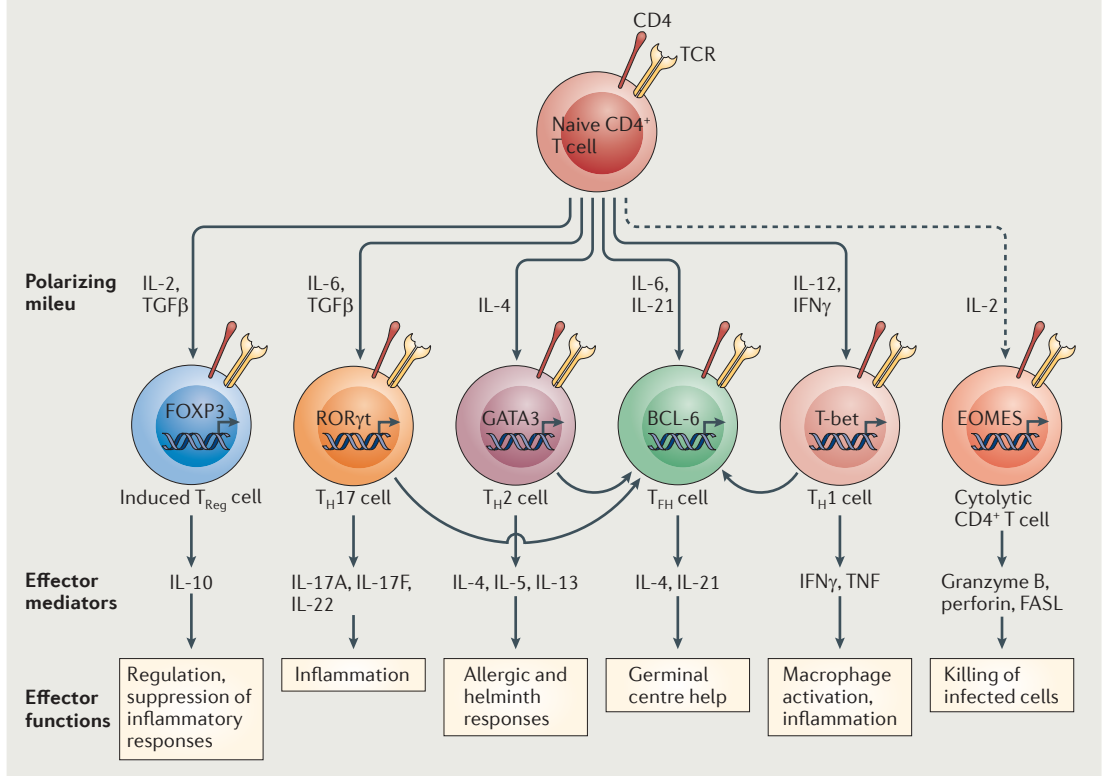 CD4
TCR
Naive CD4⁺
T cell
Polarizing
mileu
IL-2,
TGFβ
IL-6,
TGFβ
IL-4
IL-6,
IL-21
IL-12,
IFNγ
IL-2
FOXP3
RORγt
GATA3
BCL-6
T-bet
EOMES
Induced T_Reg cell
T_H17 cell
T_H2 cell
T_FH cell
T_H1 cell
Cytolytic
CD4⁺ T cell
Effector
mediators
IL-10
IL-17A, IL-17F,
IL-22
IL-4, IL-5, IL-13
IL-4, IL-21
IFNγ, TNF
Granzyme B,
perforin, FASL
Effector
functions
Regulation,
suppression of
inflammatory
responses
Inflammation
Allergic and
helminth
responses
Germinal
centre help
Macrophage
activation,
inflammation
Killing of
infected cells